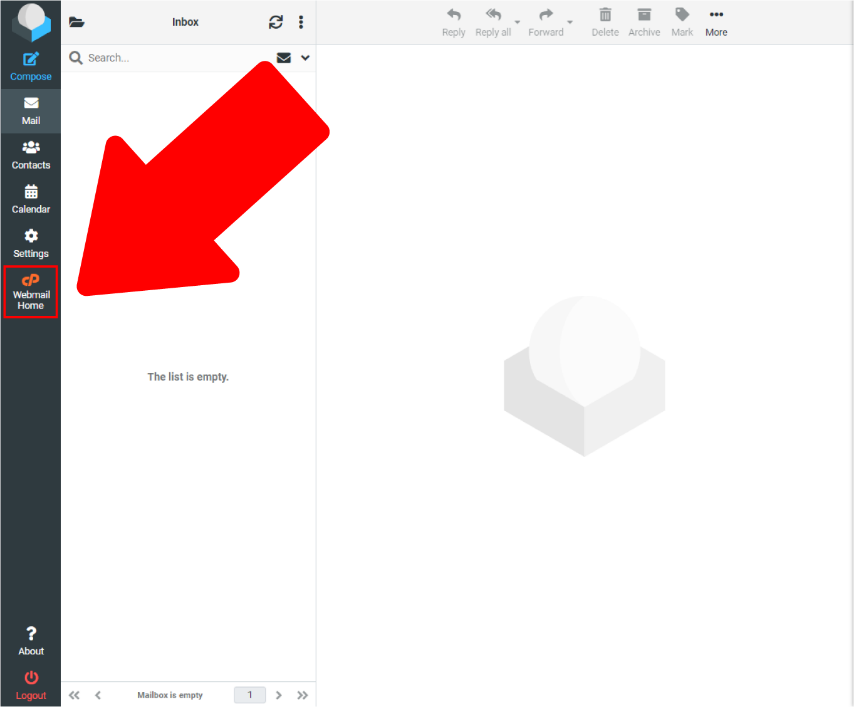 Inbox
Reply
Reply all
Forward
Delete
Archive
Mark
More
Search...
Compose
Mail
Contacts
Calendar
Settings
cP
Webmail
Home
The list is empty.
?
About
Logout
Mailbox is empty
1